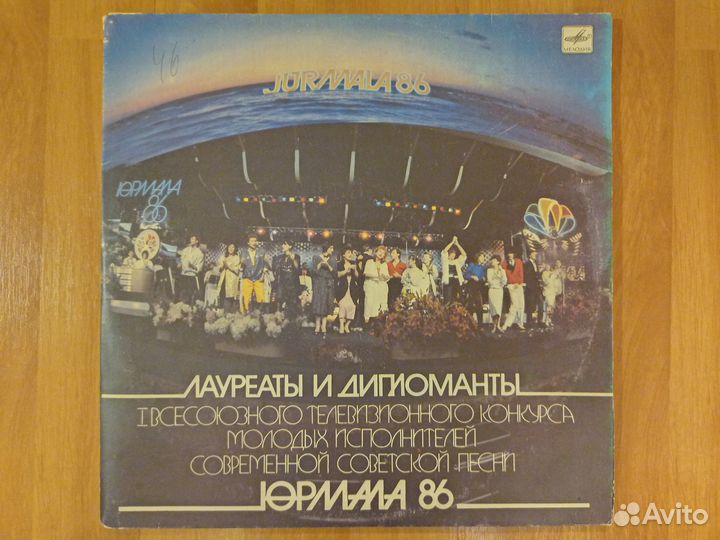 46
МЕЛОДИЯ
JURMALA 86
ЮРМАЛА
86
ЛАУРЕАТЫ И ДИПЛОМАНТЫ
I ВСЕСОЮЗНОГО ТЕЛЕВИЗИОННОГО КОНКУРСА
МОЛОДЫХ ИСПОЛНИТЕЛЕЙ
СОВРЕМЕННОЙ СОВЕТСКОЙ ПЕСНИ
ЮРМАЛА 86
Avito